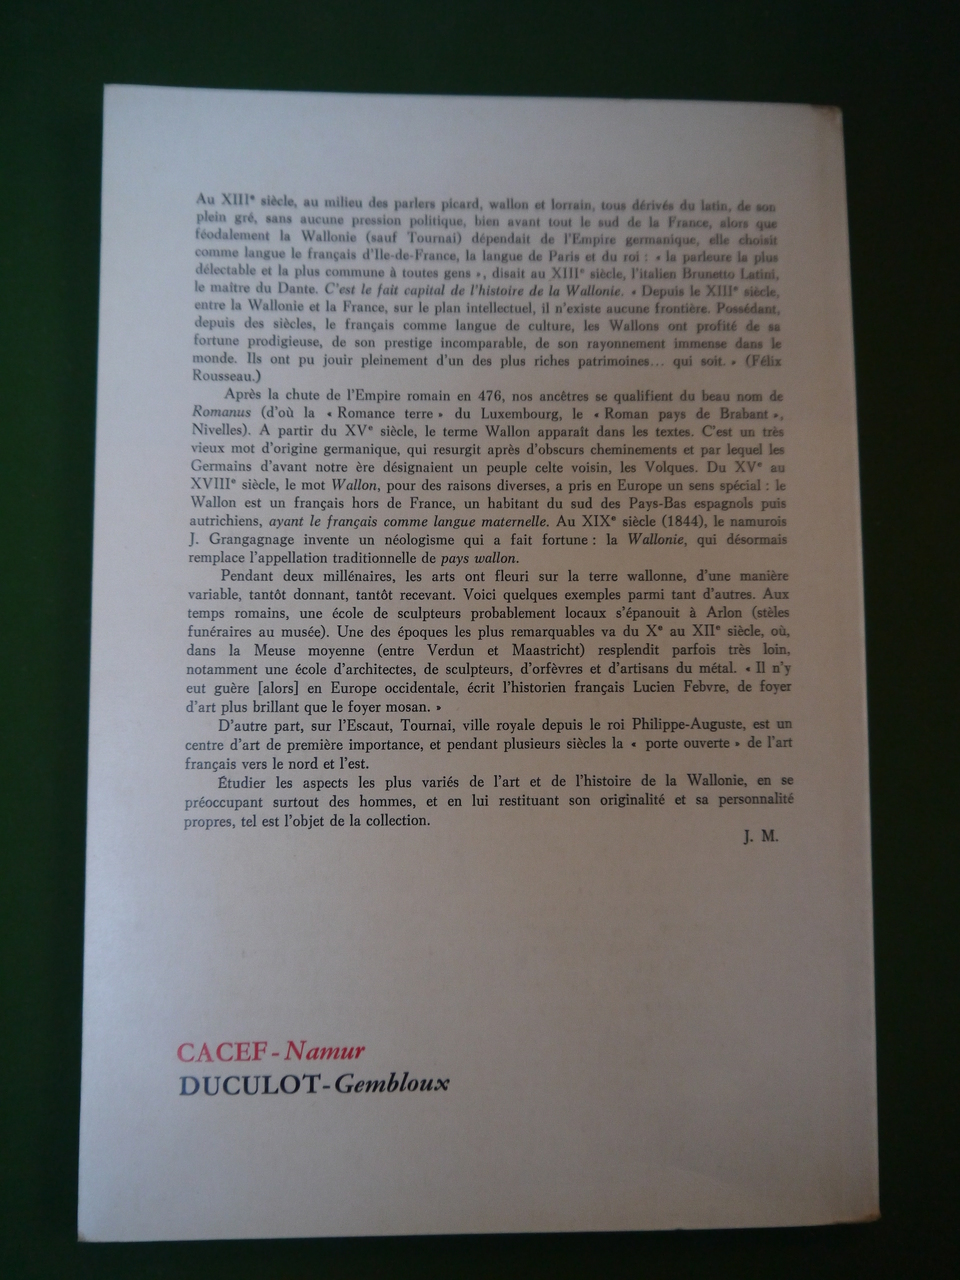 Au XIIIe siècle, au milieu des parlers picard, wallon et lorrain, tous dérivés du latin, de son
plein gré, sans aucune pression politique, bien avant tout le sud de la France, alors que
féodalement la Wallonie (sauf Tournai) dépendait de l'Empire germanique, elle choisit
comme langue le français d'Ile-de-France, la langue de Paris et du roi : « la parleure la plus
délectable et la plus commune à toutes gens », disait au XIIIe siècle, l'italien Brunetto Latini,
le maître du Dante. C'est le fait capital de l'histoire de la Wallonie. « Depuis le XIIIe siècle,
entre la Wallonie et la France, sur le plan intellectuel, il n'existe aucune frontière. Possédant,
depuis des siècles, le français comme langue de culture, les Wallons ont profité de sa
fortune prodigieuse, de son prestige incomparable, de son rayonnement immense dans le
monde. Ils ont pu jouir pleinement d'un des plus riches patrimoines... qui soit. » (Félix
Rousseau.)
Après la chute de l'Empire romain en 476, nos ancêtres se qualifient du beau nom de
Romanus (d'où la « Romance terre » du Luxembourg, le « Roman pays de Brabant »,
Nivelles). A partir du XVe siècle, le terme Wallon apparaît dans les textes. C'est un très
vieux mot d'origine germanique, qui resurgit après d'obscurs cheminements et par lequel les
Germains d'avant notre ère désignaient un peuple celte voisin, les Volques. Du XVe au
XVIIIe siècle, le mot Wallon, pour des raisons diverses, a pris en Europe un sens spécial : le
Wallon est un français hors de France, un habitant du sud des Pays-Bas espagnols puis
autrichiens, ayant le français comme langue maternelle. Au XIXe siècle (1844), le namurois
J. Grangagnage invente un néologisme qui a fait fortune : la Wallonie, qui désormais
remplace l'appellation traditionnelle de pays wallon.
Pendant deux millénaires, les arts ont fleuri sur la terre wallonne, d'une manière
variable, tantôt donnant, tantôt recevant. Voici quelques exemples parmi tant d'autres. Aux
temps romains, une école de sculpteurs probablement locaux s'épanouit à Arlon (stèles
funéraires au musée). Une des époques les plus remarquables va du Xe au XIIe siècle, où,
dans la Meuse moyenne (entre Verdun et Maastricht) resplendit parfois très loin,
notamment une école d'architectes, de sculpteurs, d'orfèvres et d'artisans du métal. « Il n'y
eut guère [alors] en Europe occidentale, écrit l'historien français Lucien Febvre, de foyer
d'art plus brillant que le foyer mosan. »
D'autre part, sur l'Escaut, Tournai, ville royale depuis le roi Philippe-Auguste, est un
centre d'art de première importance, et pendant plusieurs siècles la « porte ouverte » de l'art
français vers le nord et l'est.
Étudier les aspects les plus variés de l'art et de l'histoire de la Wallonie, en se
préoccupant surtout des hommes, et en lui restituant son originalité et sa personnalité
propres, tel est l'objet de la collection.
J. M.
CACEF - Namur
DUCULOT - Gembloux